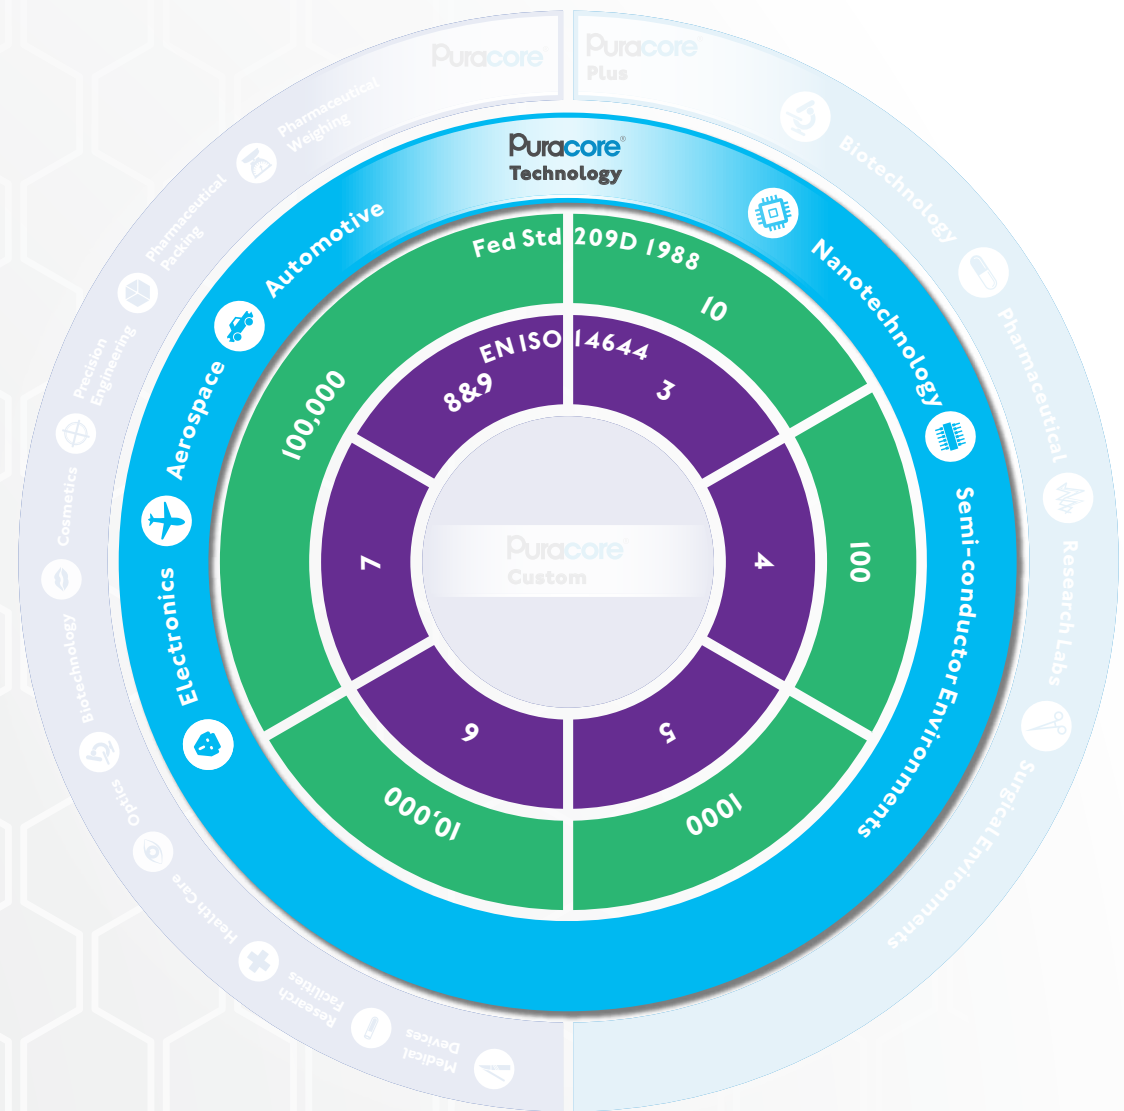 Puracore
Puracore
Plus
Pharmaceutical
Weighing
Pharmaceutical
Packing
Precision
Engineering
Cosmetics
Biotechnology
Optics
Health Care
Research
Facilities
Medical
Devices
Biotechnology
Pharmaceutical
Research Labs
Surgical Environments
Puracore®
Technology
Automotive
Aerospace
Electronics
Nanotechnology
Semi-conductor Environments
Fed Std 209D 1988
10
100
1000
10,000
100,000
EN ISO 14644
3
4
5
6
7
8&9
Puracore
Custom